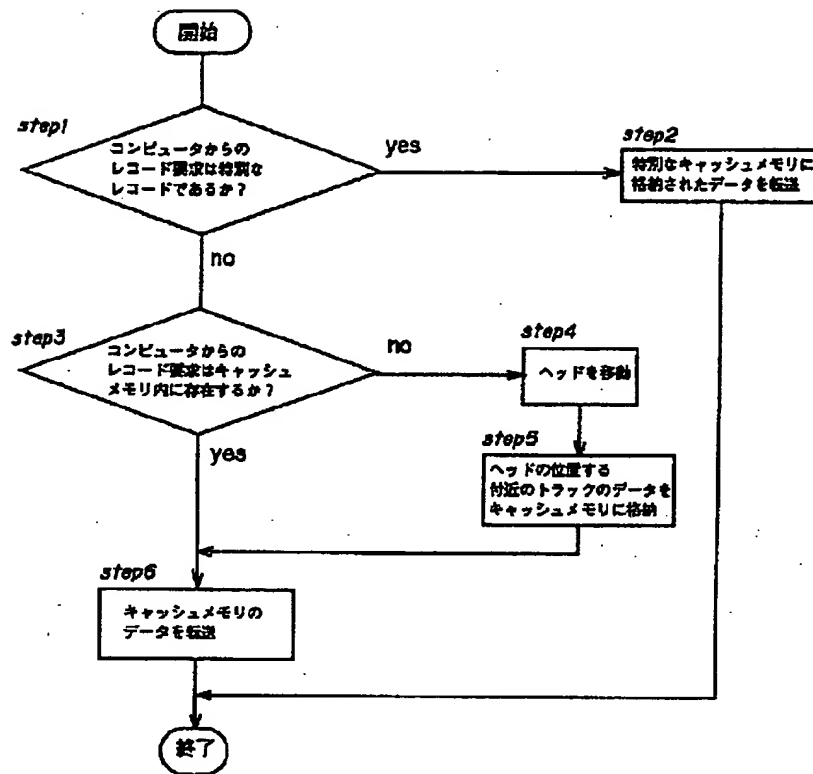 開始
step1
コンピュータからの
レコード要求は特別な
レコードであるか？
yes
step2
特別なキャッシュメモリに
格納されたデータを転送
no
step3
コンピュータからの
レコード要求はキャッシュ
メモリ内に存在するか？
no
step4
ヘッドを移動
yes
step5
ヘッドの位置する
付近のトラックのデータを
キャッシュメモリに格納
step6
キャッシュメモリの
データを転送
終了